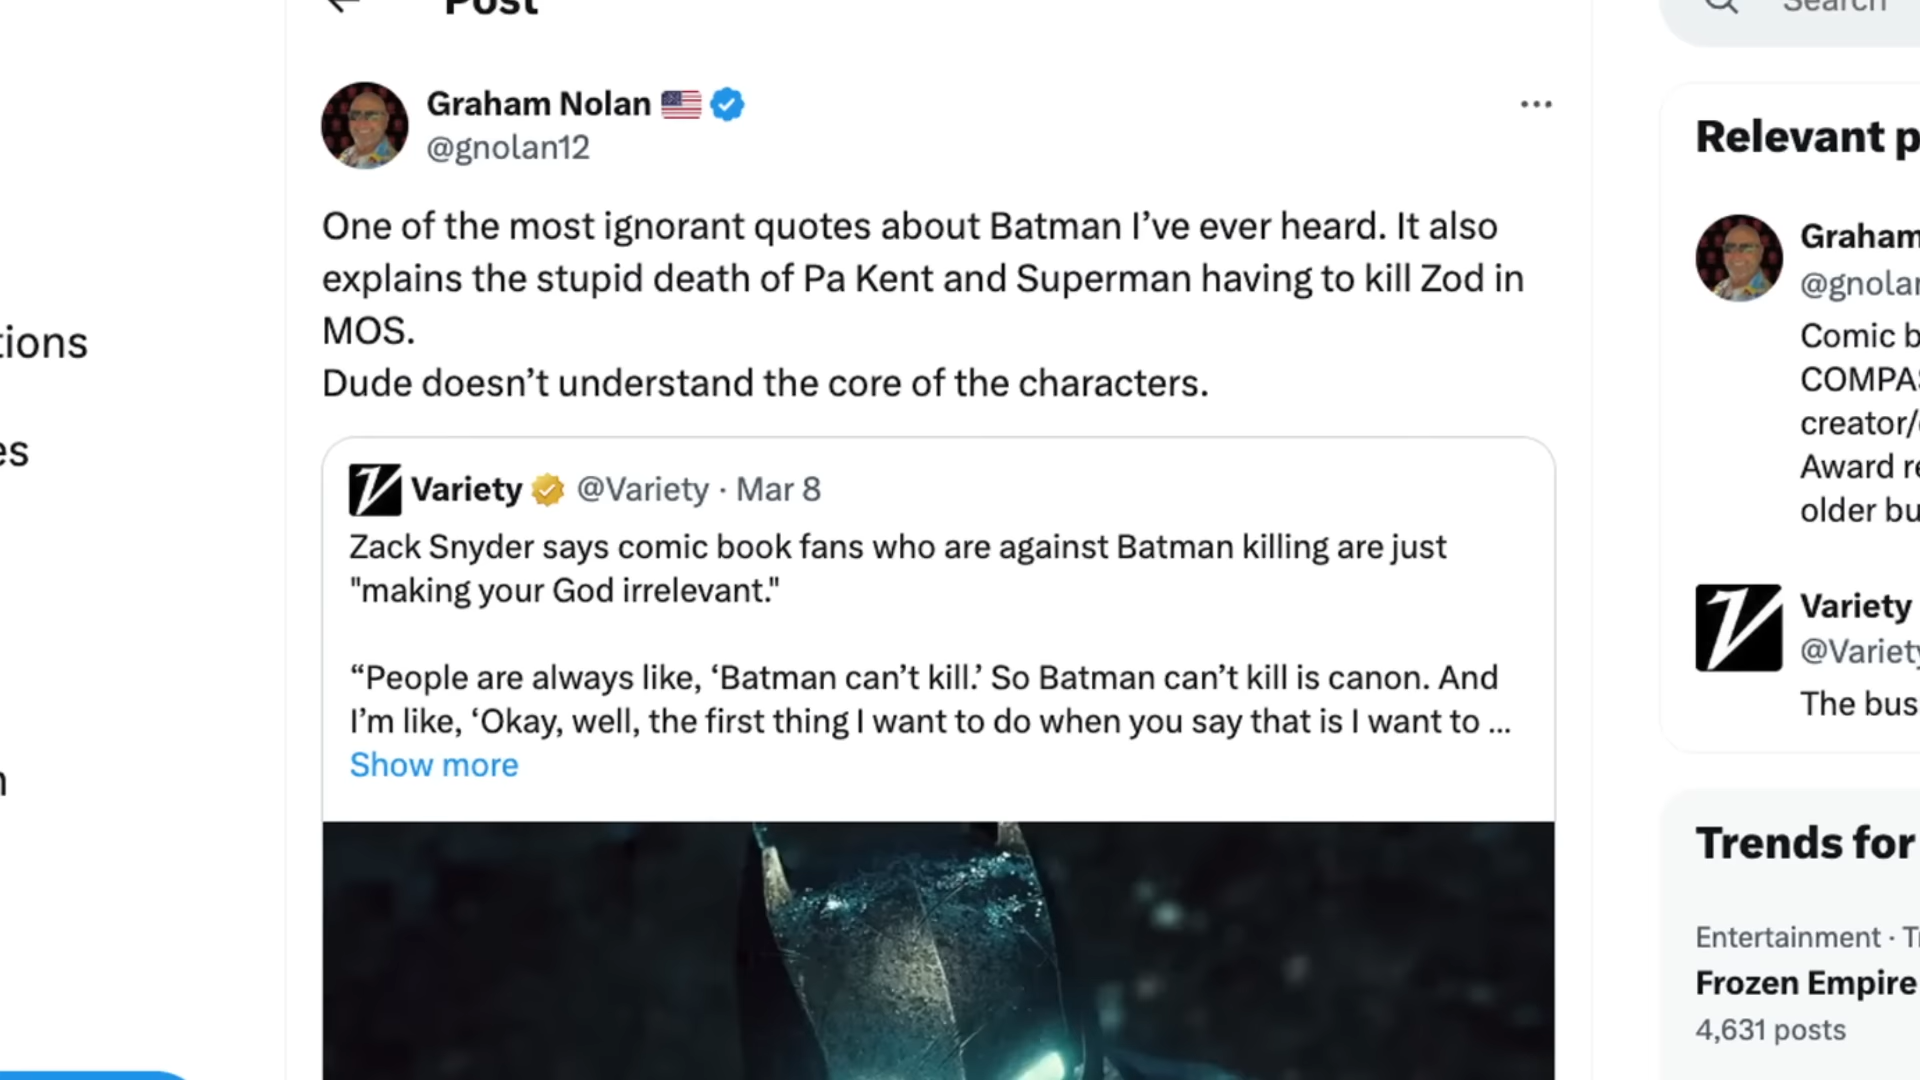 Post
Search
Graham Nolan
@gnolan12
One of the most ignorant quotes about Batman I’ve ever heard. It also
explains the stupid death of Pa Kent and Superman having to kill Zod in
MOS.
Dude doesn’t understand the core of the characters.
Variety @Variety · Mar 8
Zack Snyder says comic book fans who are against Batman killing are just
"making your God irrelevant."
“People are always like, ‘Batman can’t kill.’ So Batman can’t kill is canon. And
I’m like, ‘Okay, well, the first thing I want to do when you say that is I want to ...
Show more
tions
es
Relevant p
Graham
@gnolan
Comic b
COMPAS
creator/
Award re
older bu
Variety
@Variety
The bus
Trends for
Entertainment · T
Frozen Empire
4,631 posts